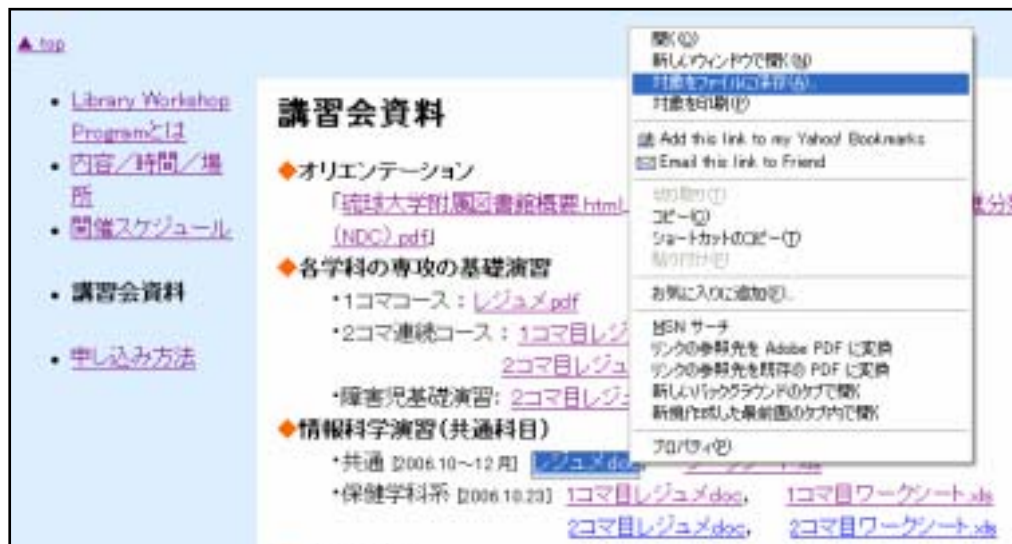 ▲ top
• Library Workshop
Programとは
• 内容／時間／場
所
• 開催スケジュール
• 講習会資料
• 申し込み方法
講習会資料
◆オリエンテーション
「琉球大学附属図書館概要.html
（NDC）.pdf」
◆各学科の専攻の基礎演習
・1コマコース：レジュメpdf
・2コマ連続コース： 1コマ目レジ
2コマ目レジュ
・障害児基礎演習: 2コマ目レジ
◆情報科学演習（共通科目）
・共通 [2006.10～12月] レジュメdoc
・保健学科系 [2006.10.23] 1コマ目レジュメdoc， 1コマ目ワークシート.xls
2コマ目レジュメdoc， 2コマ目ワークシート.xls
開く(O)
新しいウィンドウで開く(N)
対象をファイルに保存(A)...
対象を印刷(P)
Add this link to my Yahoo! Bookmarks
Email this link to Friend
切り取り(T)
コピー(C)
ショートカットのコピー(T)
貼り付け(P)
お気に入りに追加(F)...
MSN サーチ
リンクの参照先を Adobe PDF に変換
リンクの参照先を既存の PDF に変換
新しいバックグラウンドのタブで開く
新規作成した最前面のタブ内で開く
プロパティ(R)